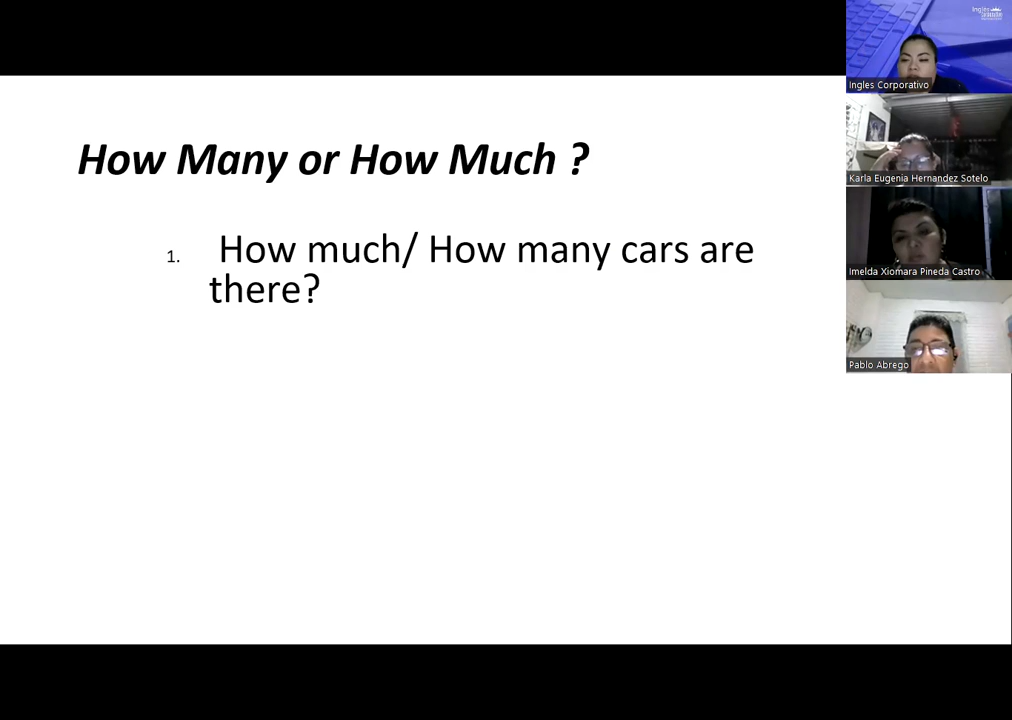 How Many or How Much ?
1. How much/ How many cars are
there?
Ingles
Ingles Corporativo
Karla Eugenia Hernandez Sotelo
Imelda Xiomara Pineda Castro
Pablo Abrego